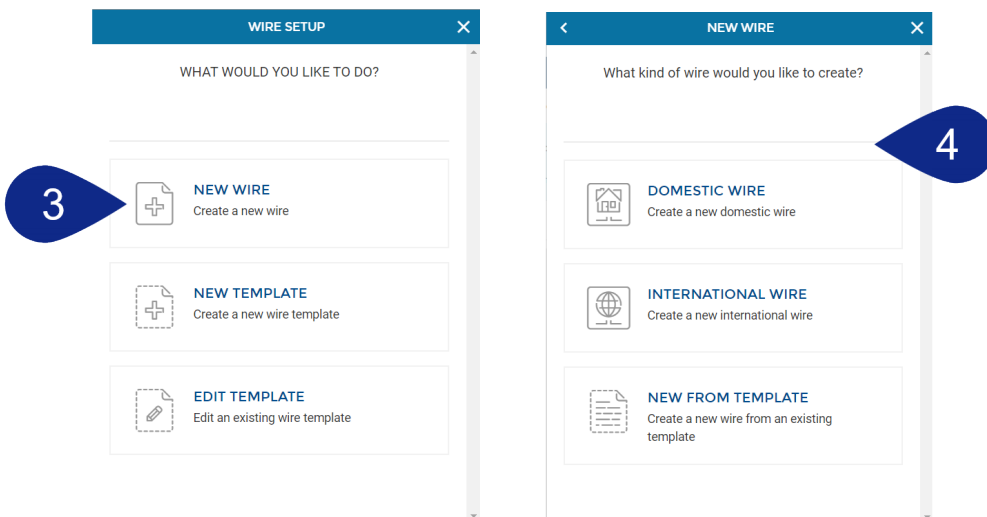 WIRE SETUP
WHAT WOULD YOU LIKE TO DO?
3
NEW WIRE
Create a new wire
NEW TEMPLATE
Create a new wire template
EDIT TEMPLATE
Edit an existing wire template
NEW WIRE
What kind of wire would you like to create?
4
DOMESTIC WIRE
Create a new domestic wire
INTERNATIONAL WIRE
Create a new international wire
NEW FROM TEMPLATE
Create a new wire from an existing
template